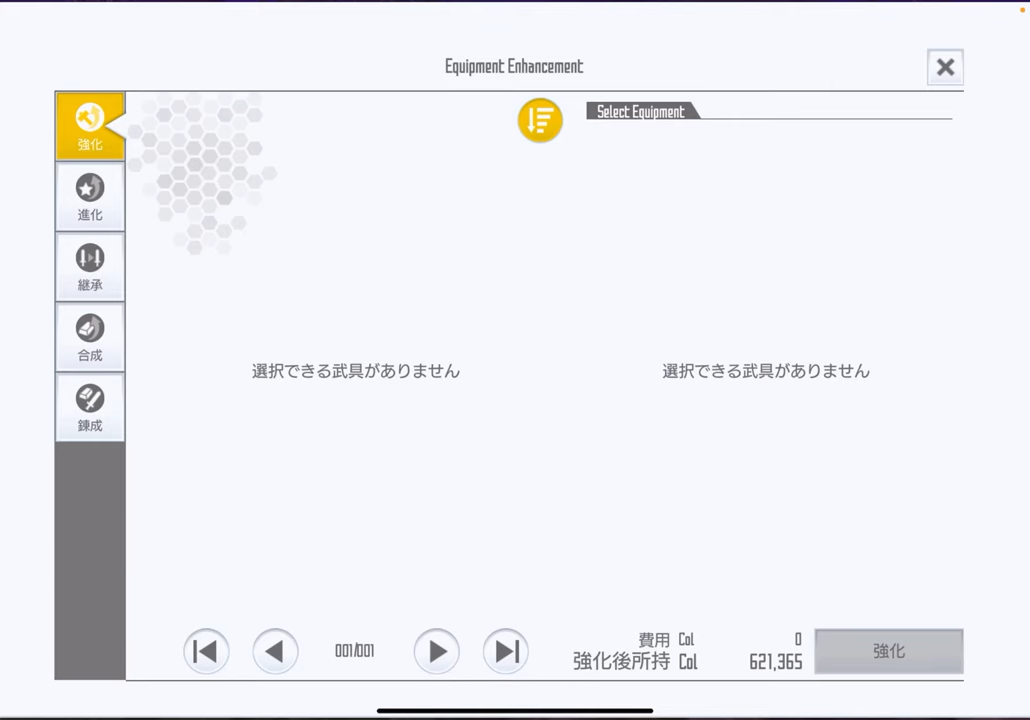 Equipment Enhancement
強化
Select Equipment
進化
継承
合成
錬成
選択できる武具がありません
選択できる武具がありません
001/001
費用 Col 0
強化後所持 Col 621,365
強化